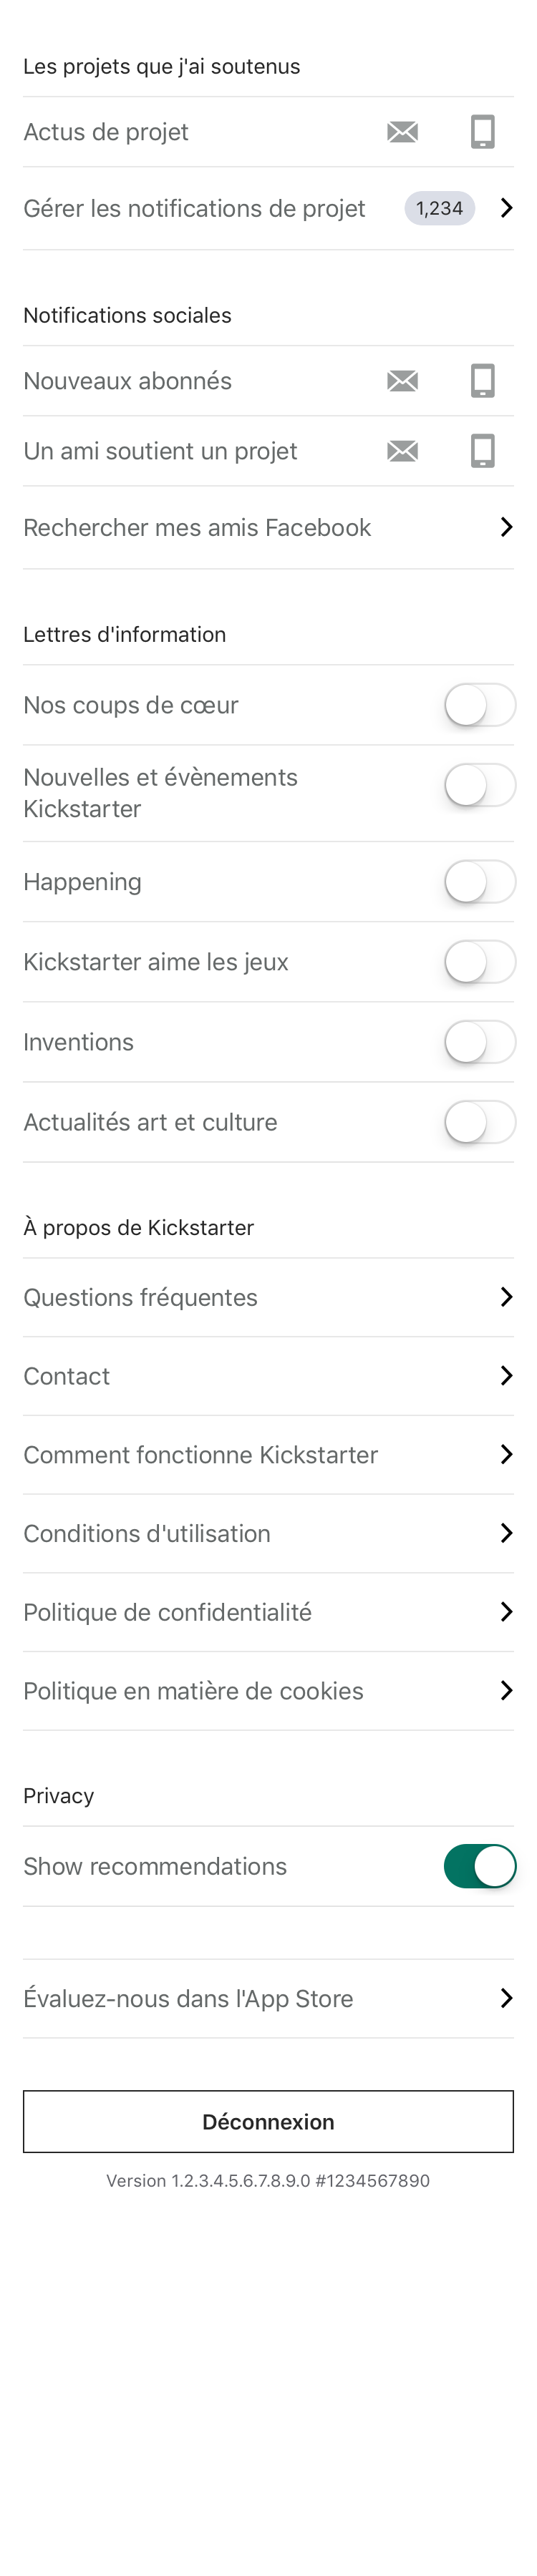 Les projets que j'ai soutenus
Actus de projet
Gérer les notifications de projet 1,234
Notifications sociales
Nouveaux abonnés
Un ami soutient un projet
Rechercher mes amis Facebook
Lettres d'information
Nos coups de cœur
Nouvelles et évènements
Kickstarter
Happening
Kickstarter aime les jeux
Inventions
Actualités art et culture
À propos de Kickstarter
Questions fréquentes
Contact
Comment fonctionne Kickstarter
Conditions d'utilisation
Politique de confidentialité
Politique en matière de cookies
Privacy
Show recommendations
Évaluez-nous dans l'App Store
Déconnexion
Version 1.2.3.4.5.6.7.8.9.0 #1234567890